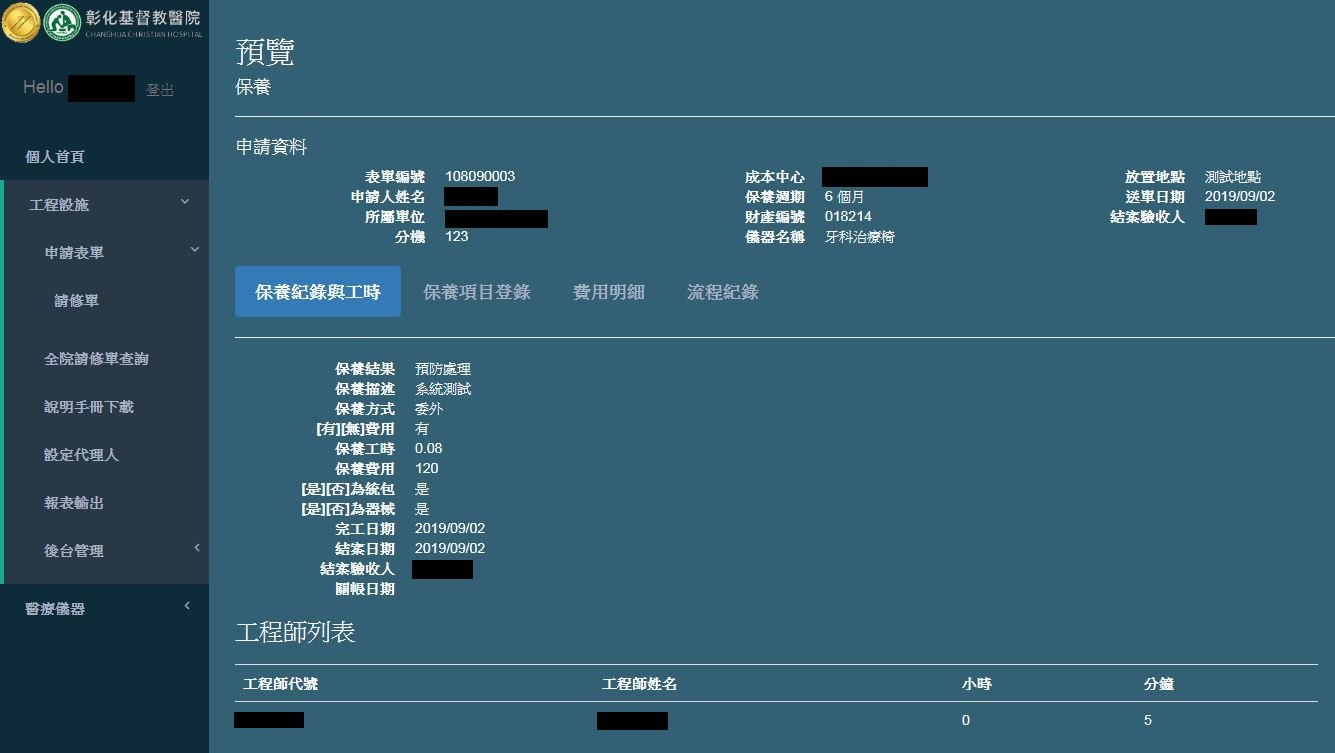 彰化基督教醫院
CHANGHUA CHRISTIAN HOSPITAL
Hello 登出
個人首頁
工程設施
申請表單
請修單
全院請修單查詢
說明手冊下載
設定代理人
報表輸出
後台管理
醫療儀器
預覽
保養
申請資料
表單編號 108090003 成本中心 放置地點 測試地點
申請人姓名 保養週期 6 個月 送單日期 2019/09/02
所屬單位 財產編號 018214 結案驗收人
分機 123 儀器名稱 牙科治療椅
保養紀錄與工時 保養項目登錄 費用明細 流程紀錄
保養結果 預防處理
保養描述 系統測試
保養方式 委外
[有][無]費用 有
保養工時 0.08
保養費用 120
[是][否]為統包 是
[是][否]為器械 是
完工日期 2019/09/02
結案日期 2019/09/02
結案驗收人
關帳日期
工程師列表
工程師代號 工程師姓名 小時 分鐘
0 5